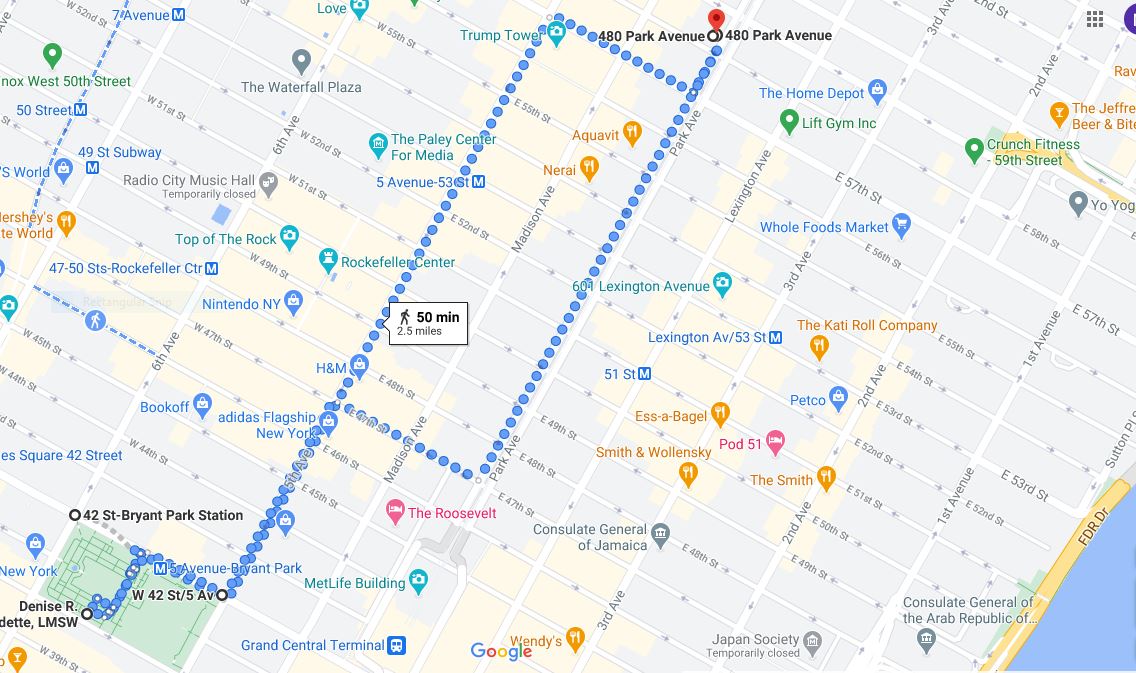 Love
7 Avenue M
W 56th St
3rd Ave
2nd Ave
Trump Tower
480 Park Avenue
480 Park Avenue
W 55th St
nox West 50th Street
The Waterfall Plaza
The Home Depot
50 Street M
6th Ave
E 55th St
Park Ave
Lift Gym Inc
The Jeffre
Beer & Bite
W 52nd St
The Paley Center
For Media
Aquavit
Crunch Fitness
- 59th Street
49 St Subway
M
'S World
Radio City Music Hall
Temporarily closed
W 51st St
5 Avenue-53 St M
Nerai
Lexington Ave
E 57th St
Yo Yog
ershey's
te World
Top of The Rock
E 52nd St
Madison Ave
Whole Foods Market
E 58th St
E 56th St
47-50 Sts-Rockefeller Ctr M
W 49th St
Rockefeller Center
3rd Ave
601 Lexington Avenue
Rectangular Snip
Nintendo NY
50 min
2.5 miles
The Kati Roll Company
1st Avenue
W 45th St
6th Ave
Lexington Av/53 St M
E 55th St
H&M
W 44th St
E 48th St
51 St M
E 54th St
2nd Ave
Bookoff
adidas Flagship
New York
E 47th St
Madison Ave
E 49th St
Ess-a-Bagel
Petco
E 53rd St
es Square 42 Street
5th Ave
E 46th St
Park Ave
E 48th St
Smith & Wollensky
Pod 51
E 52nd St
Sutton Pl
E 45th St
The Smith
E 51st St
E 53rd St
42 St-Bryant Park Station
The Roosevelt
E 47th St
2nd Ave
E 50th St
1st Avenue
FDR Dr
New York
M 5 Avenue-Bryant Park
Consulate General
of Jamaica
E 49th St
MetLife Building
E 48th St
Denise R.
dette, LMSW
W 42 St/5 Av
3rd Ave
Consulate General of
the Arab Republic of...
Grand Central Terminal
Google
Wendy's
Japan Society
Temporarily closed
W 39th St